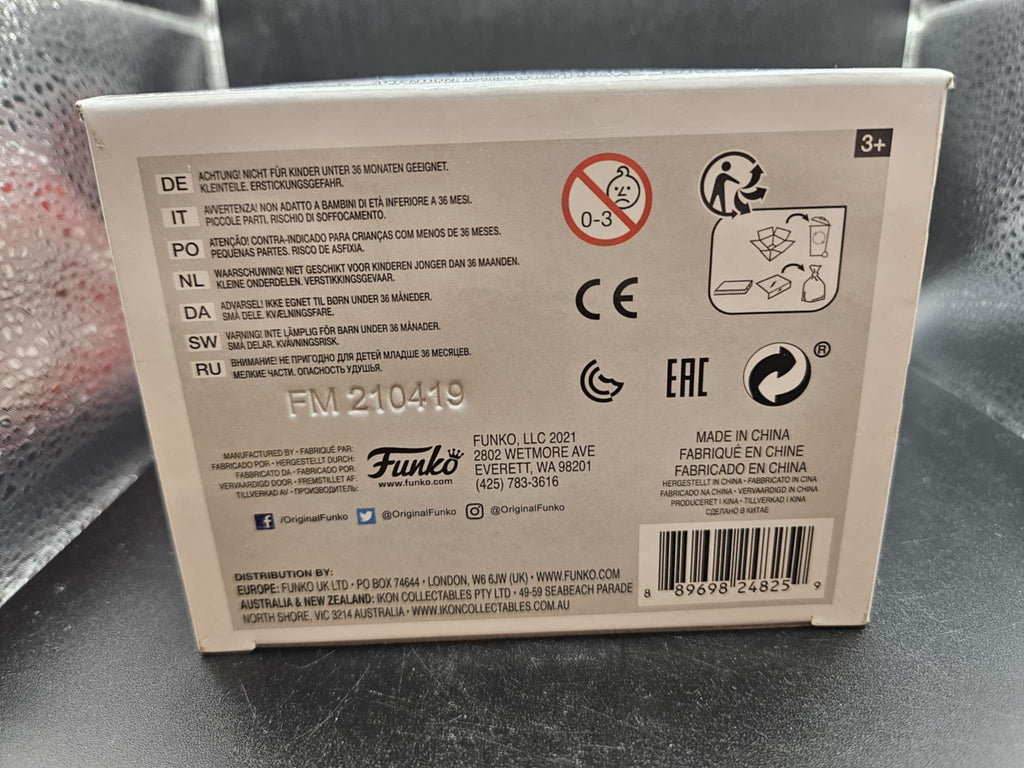 3+
DE ACHTUNG! NICHT FÜR KINDER UNTER 36 MONATEN GEEIGNET.
KLEINTEILE. ERSTICKUNGSGEFAHR.
IT AVVERTENZA! NON ADATTO A BAMBINI DI ETÀ INFERIORE A 36 MESI.
PICCOLE PARTI. RISCHIO DI SOFFOCAMENTO.
PO ATENÇÃO! CONTRA-INDICADO PARA CRIANÇAS COM MENOS DE 36 MESES.
PEQUENAS PARTES. RISCO DE ASFIXIA.
NL WAARSCHUWING! NIET GESCHIKT VOOR KINDEREN JONGER DAN 36 MAANDEN.
KLEINE ONDERDELEN. VERSTIKKINGSGEVAAR.
DA ADVARSEL! IKKE EGNET TIL BØRN UNDER 36 MÅNEDER.
SMÅ DELE. KVÆLNINGSFARE.
SW VARNING! INTE LÄMPLIG FÖR BARN UNDER 36 MÅNADER.
SMÅ DELAR. KVÄVNINGSRISK.
RU ВНИМАНИЕ! НЕ ПРИГОДНО ДЛЯ ДЕТЕЙ МЛАДШЕ 36 МЕСЯЦЕВ.
МЕЛКИЕ ЧАСТИ. ОПАСНОСТЬ УДУШЬЯ.
FM 210419
0-3
CE
EAC
®
MANUFACTURED BY • FABRIQUÉ PAR:
FABRICADO POR • HERGESTELLT DURCH:
FABBRICATO DA • FABRICADO POR:
VERVAARDIGD DOOR • FREMSTILLET AF:
TILLVERKAD AV • ПРОИЗВОДИТЕЛЬ:
Funko
www.funko.com
FUNKO, LLC 2021
2802 WETMORE AVE
EVERETT, WA 98201
(425) 783-3616
/OriginalFunko @OriginalFunko @OriginalFunko
MADE IN CHINA
FABRIQUÉ EN CHINE
FABRICADO EN CHINA
HERGESTELLT IN CHINA • FABBRICATO IN CINA
FABRICADO NA CHINA • VERVAARDIGD IN CHINA
PRODUCERET I KINA • TILLVERKAD I KINA
СДЕЛАНО В КИТАЕ
DISTRIBUTION BY:
EUROPE: FUNKO UK LTD • PO BOX 74644 • LONDON, W6 6JW (UK) • WWW.FUNKO.COM
AUSTRALIA & NEW ZEALAND: IKON COLLECTABLES PTY LTD • 49-59 SEABEACH PARADE
NORTH SHORE, VIC 3214 AUSTRALIA • WWW.IKONCOLLECTABLES.COM.AU
8 89698 24825 9